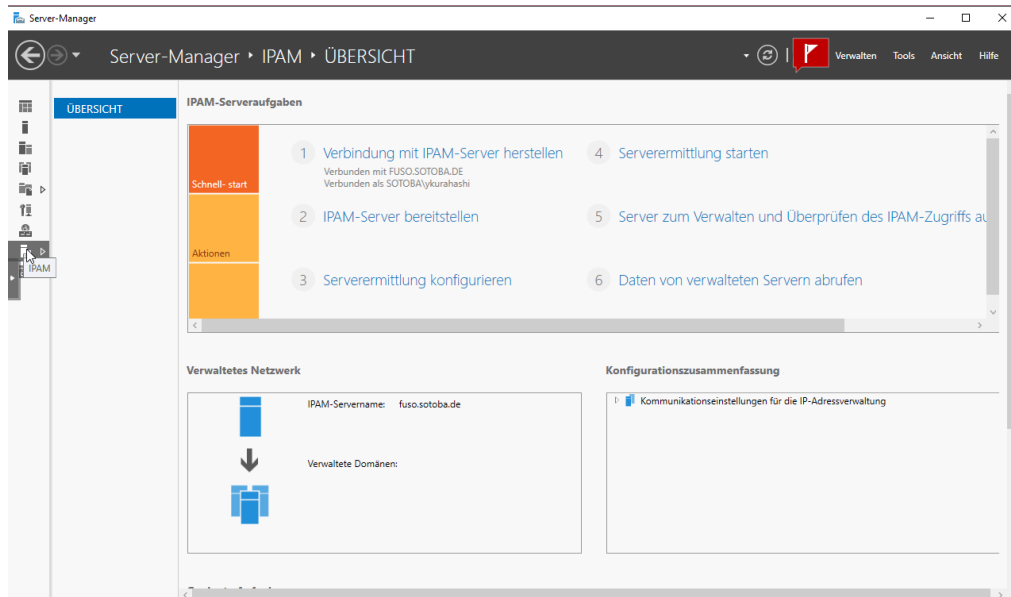 Server-Manager
Server-Manager ‣ IPAM ‣ ÜBERSICHT
Verwalten Tools Ansicht Hilfe
ÜBERSICHT
IPAM
IPAM-Serveraufgaben
Schnell- start
Aktionen
1 Verbindung mit IPAM-Server herstellen
Verbunden mit FUSO.SOTOBA.DE
Verbunden als SOTOBA\ykurahashi
2 IPAM-Server bereitstellen
3 Serverermittlung konfigurieren
4 Serverermittlung starten
5 Server zum Verwalten und Überprüfen des IPAM-Zugriffs au
6 Daten von verwalteten Servern abrufen
Verwaltetes Netzwerk
IPAM-Servername: fuso.sotoba.de
Verwaltete Domänen:
Konfigurationszusammenfassung
Kommunikationseinstellungen für die IP-Adressverwaltung